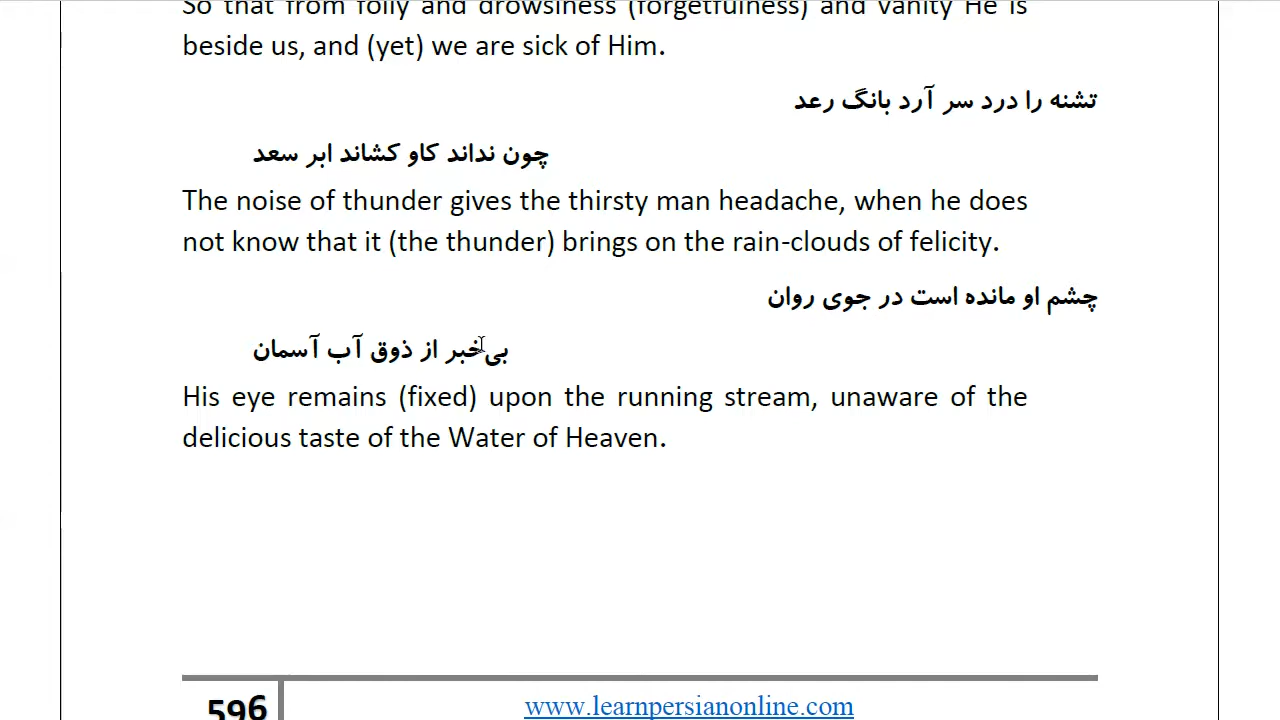 So that from folly and drowsiness (forgetfulness) and vanity He is
beside us, and (yet) we are sick of Him.
تشنه را درد سر آرد بانگ رعد
چون نداند کاو کشاند ابر سعد
The noise of thunder gives the thirsty man headache, when he does
not know that it (the thunder) brings on the rain-clouds of felicity.
چشم او مانده است در جوی روان
بی‌خبر از ذوق آب آسمان
His eye remains (fixed) upon the running stream, unaware of the
delicious taste of the Water of Heaven.
596
www.learnpersianonline.com